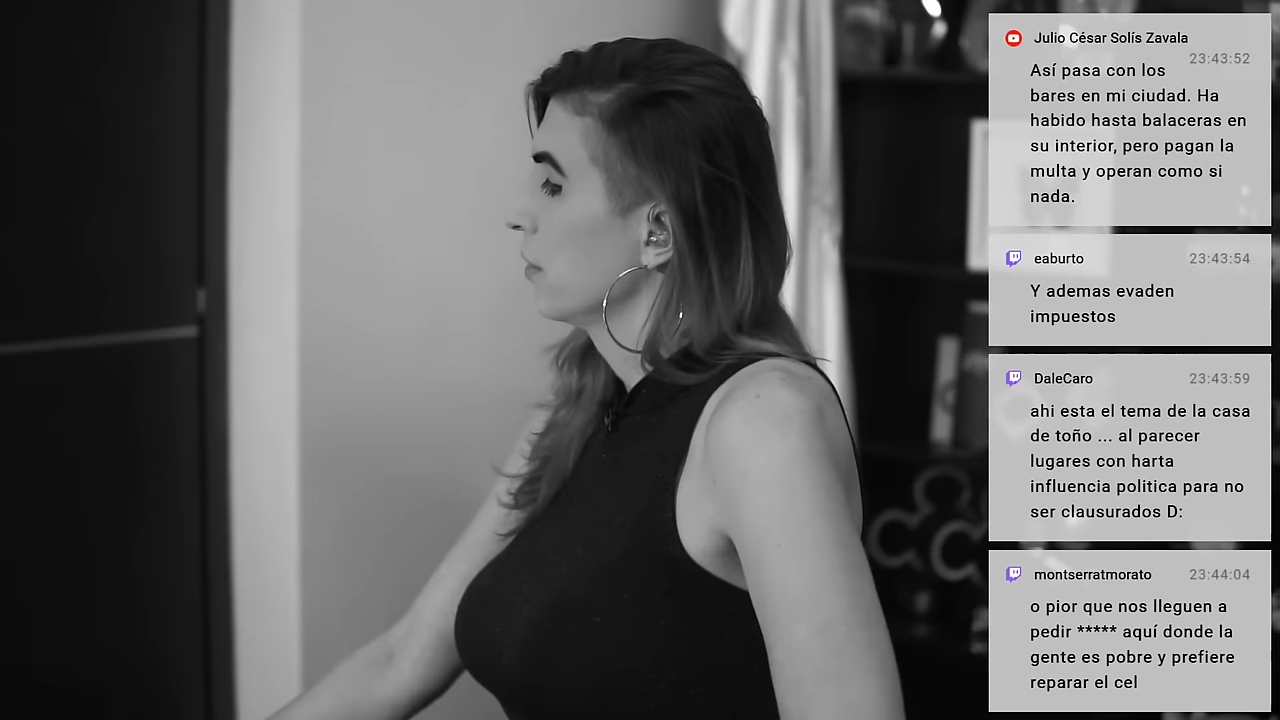 Julio César Solís Zavala
23:43:52
Así pasa con los
bares en mi ciudad. Ha
habido hasta balaceras en
su interior, pero pagan la
multa y operan como si
nada.
eaburto 23:43:54
Y ademas evaden
impuestos
DaleCaro 23:43:59
ahi esta el tema de la casa
de toño ... al parecer
lugares con harta
influencia politica para no
ser clausurados D:
montserratmorato 23:44:04
o pior que nos lleguen a
pedir ***** aquí donde la
gente es pobre y prefiere
reparar el cel